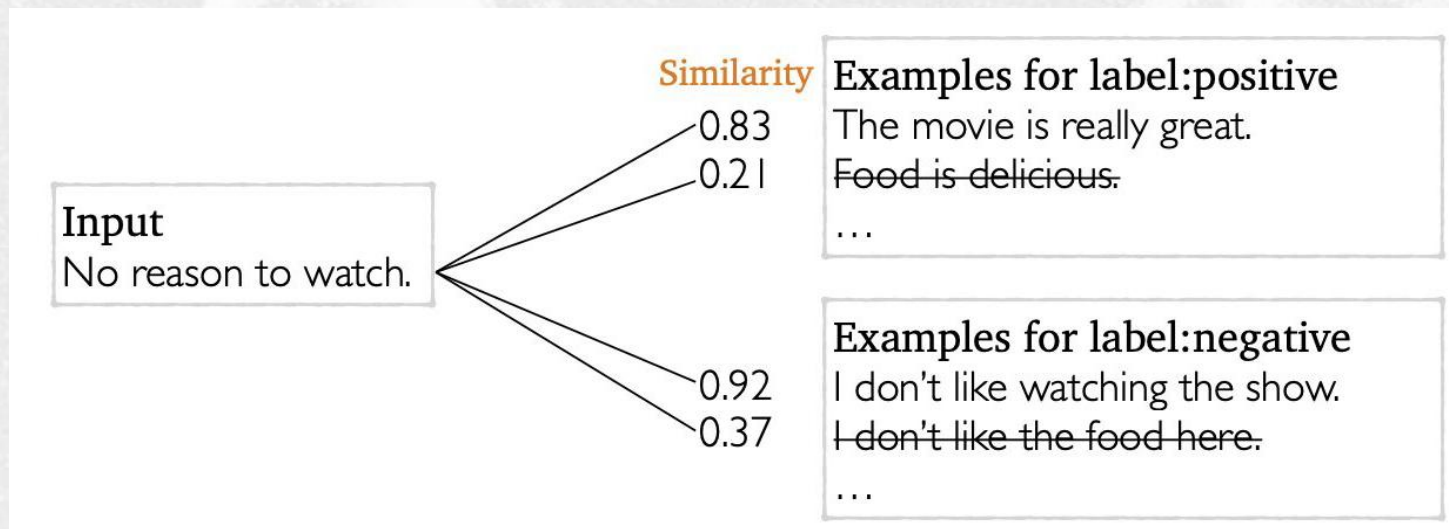 Similarity
0.83
0.21
Input
No reason to watch.
0.92
0.37
Examples for label:positive
The movie is really great.
Food is delicious.
...
Examples for label:negative
I don't like watching the show.
I don't like the food here.
...